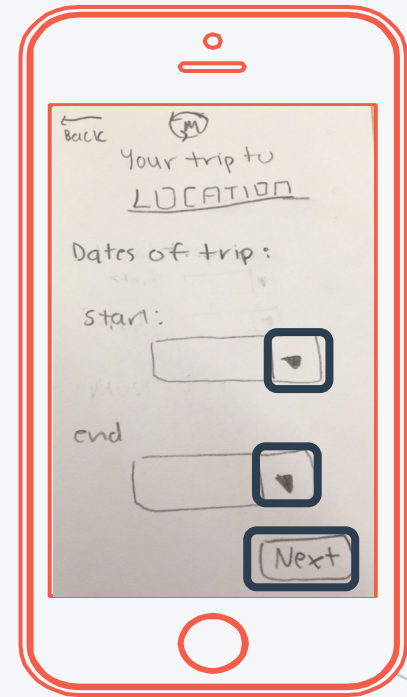 Back
M
Your trip to
LOCATION
Dates of trip:
start:
end
Next